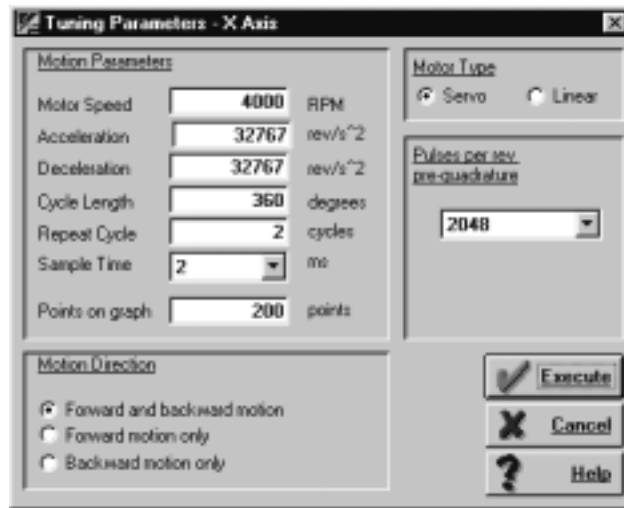 Tuning Parameters - X Axis
Motion Parameters
Motor Speed 4000 RPM
Acceleration 32767 rev/s^2
Deceleration 32767 rev/s^2
Cycle Length 360 degrees
Repeat Cycle 2 cycles
Sample Time 2 ms
Points on graph 200 points
Motor Type
Servo Linear
Pulses per rev
pre-quadrature
2048
Motion Direction
Forward and backward motion
Forward motion only
Backward motion only
Execute
Cancel
Help